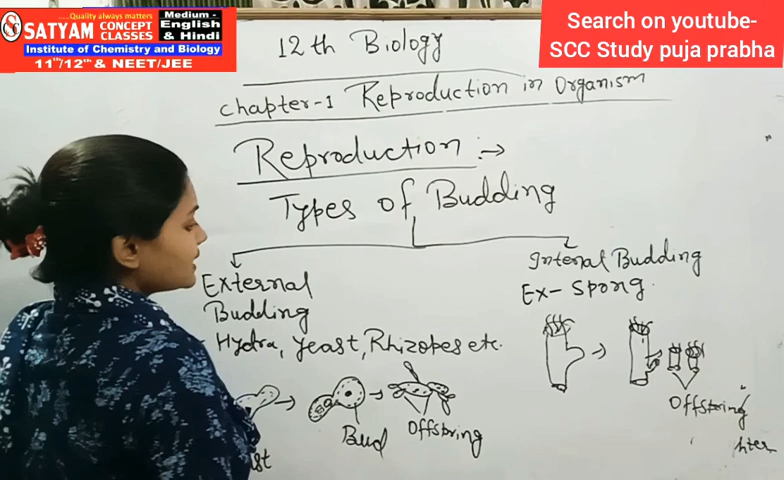 ....Quality always matters
SATYAM CONCEPT CLASSES
Medium - English & Hindi
Institute of Chemistry and Biology
11th/12th & NEET/JEE
Search on youtube-
SCC Study puja prabha
12th Biology
Chapter-1 Reproduction in Organism
Reproduction :→
Types of Budding
External
Budding
Hydra, Yeast, Rhizopes etc.
Internal Budding
Ex- Spong.
Bud
Offstring
Offstring